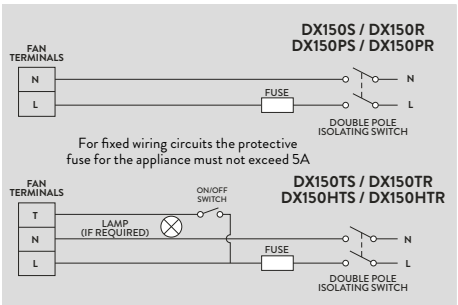 DX150S / DX150R
DX150PS / DX150PR
FAN
TERMINALS
N
N
L
FUSE
L
DOUBLE POLE
ISOLATING SWITCH
For fixed wiring circuits the protective
fuse for the appliance must not exceed 5A
DX150TS / DX150TR
DX150HTS / DX150HTR
FAN
TERMINALS
ON/OFF
SWITCH
T
LAMP
(IF REQUIRED)
N
N
FUSE
L
L
DOUBLE POLE
ISOLATING SWITCH